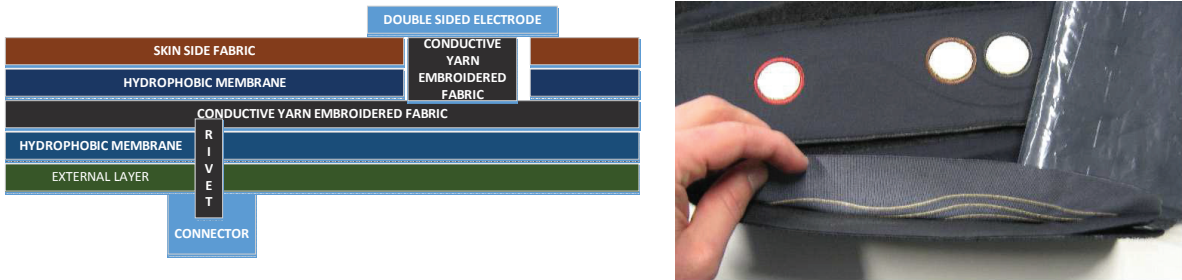 DOUBLE SIDED ELECTRODE
SKIN SIDE FABRIC
CONDUCTIVE
YARN
EMBROIDERED
FABRIC
HYDROPHOBIC MEMBRANE
CONDUCTIVE YARN EMBROIDERED FABRIC
HYDROPHOBIC MEMBRANE
EXTERNAL LAYER
R
I
V
E
T
CONNECTOR